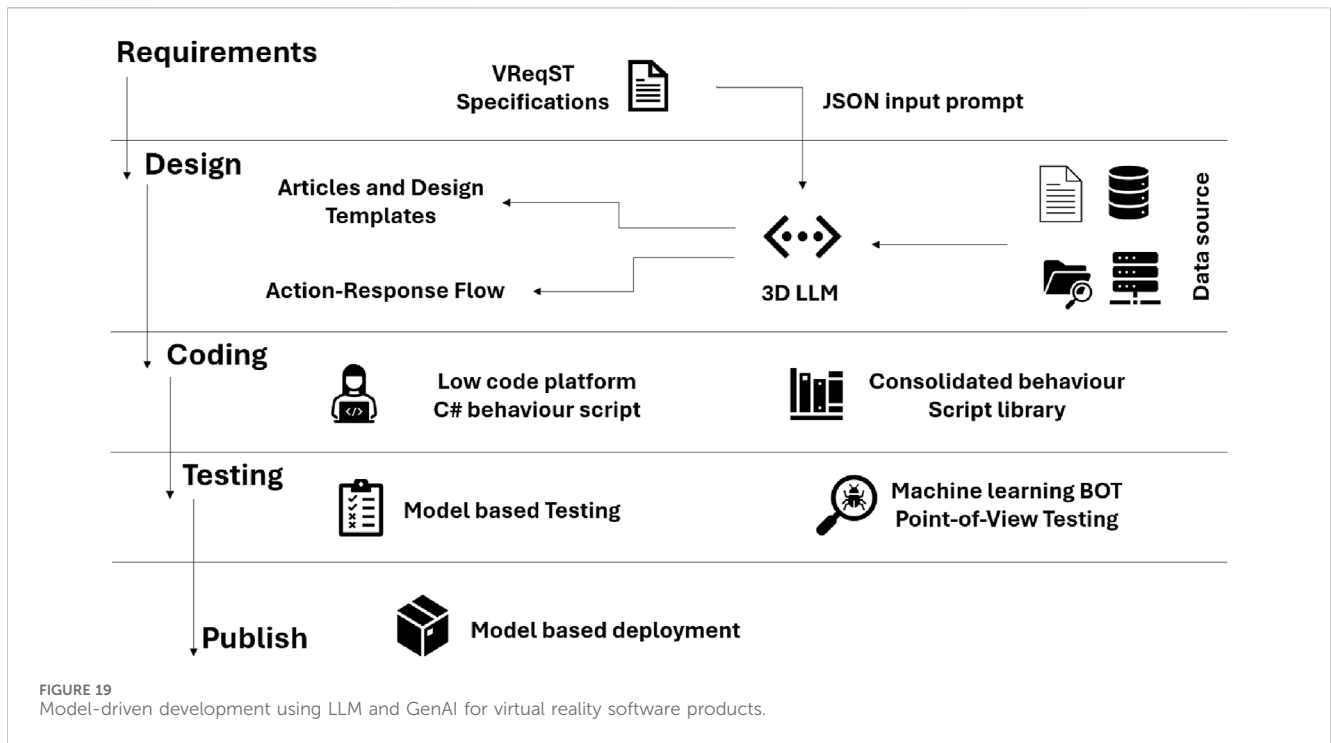 Requirements
VReqST
Specifications
JSON input prompt
Design
Articles and Design
Templates
Action-Response Flow
3D LLM
Data source
Coding
Low code platform
C# behaviour script
Consolidated behaviour
Script library
Testing
Model based Testing
Machine learning BOT
Point-of-View Testing
Publish
Model based deployment
FIGURE 19
Model-driven development using LLM and GenAI for virtual reality software products.